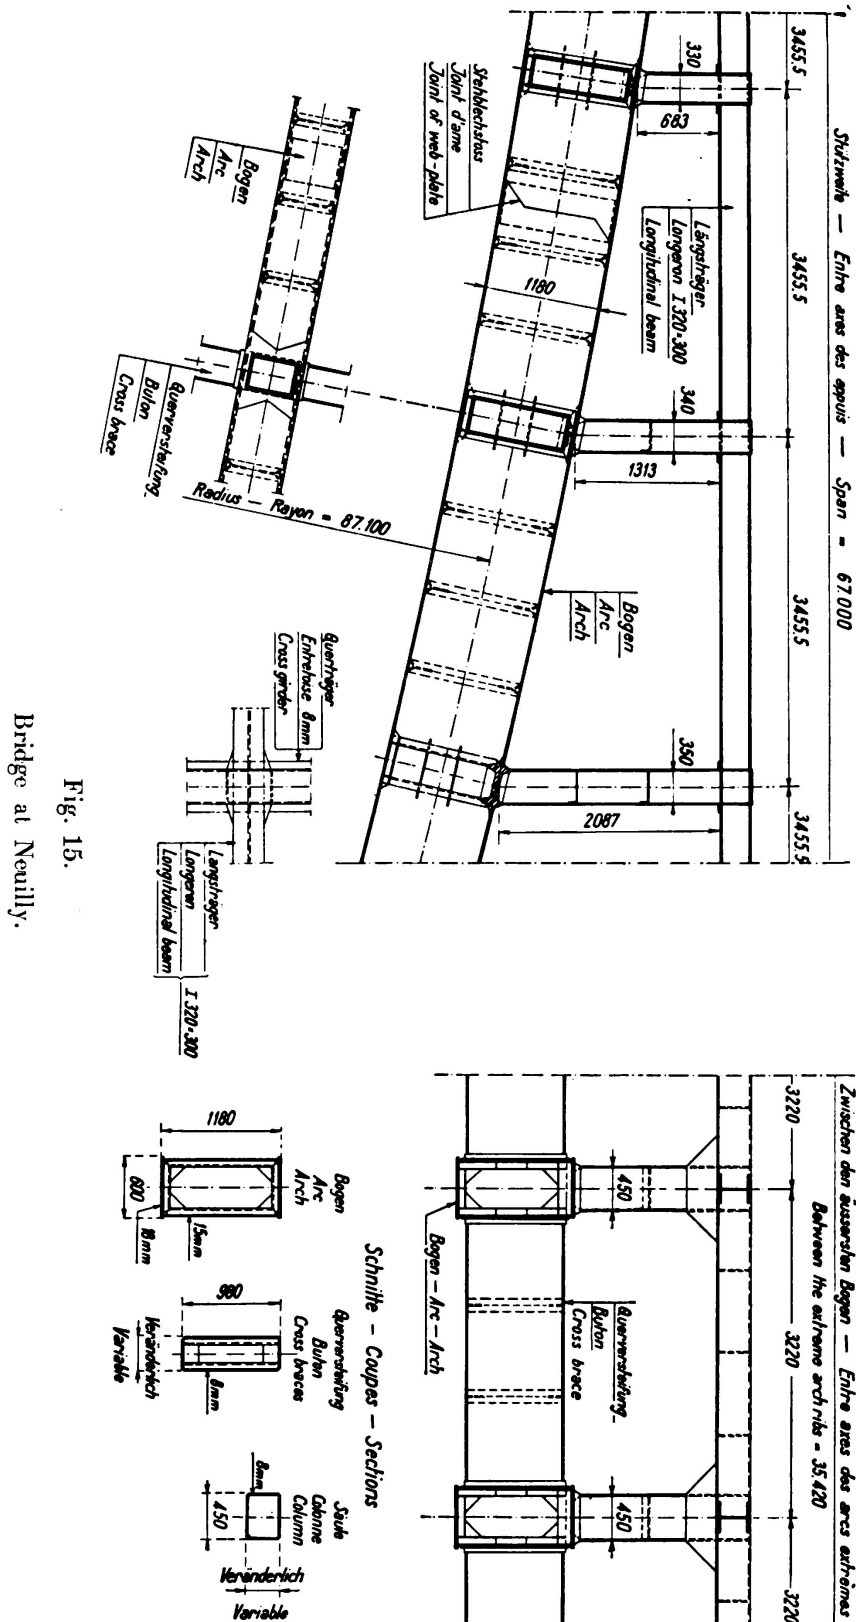 Stützweite — Entre axes des appuis — Span = 67.000
3455.5
3455.5
3455.5
3455.5
330
683
Längsträger
Longeron I 320·300
Longitudinal beam
340
1313
350
2087
Stehblechstoss
Joint d'ame
Joint of web-plate
1180
Bogen
Arc
Arch
Bogen
Arc
Arch
Querversteifung
Buton
Cross brace
Radius — Rayon = 87.100
Querträger
Entretoise 8mm
Cross girder
Längsträger
Longeron
Longitudinal beam
I 320·300
Zwischen den äussersten Bogen — Entre axes des arcs extrêmes
Between the extreme arch ribs = 35.420
3220
3220
3220
450
450
Bogen – Arc – Arch
Querversteifung
Buton
Cross brace
Schnitte – Coupes – Sections
Bogen
Arc
Arch
1180
600
15mm
18mm
Querversteifung
Buton
Cross braces
980
8mm
Veränderlich
Variable
Saule
Colonne
Column
8mm
450
Veränderlich
Variable
Fig. 15.
Bridge at Neuilly.